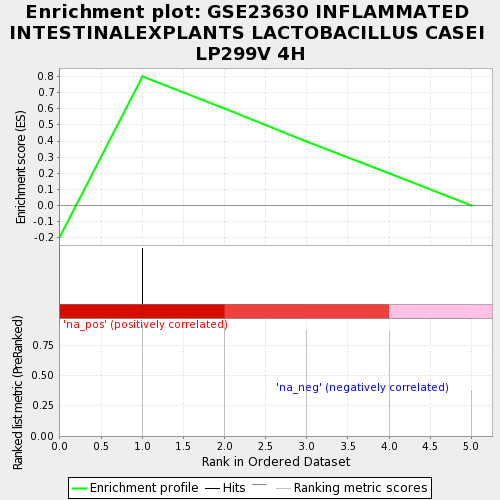 Enrichment plot: GSE23630 INFLAMMATED
INTESTINALEXPLANTS LACTOBACILLUS CASEI
LP299V 4H
Enrichment score (ES)
0.8
0.7
0.6
0.5
0.4
0.3
0.2
0.1
0.0
-0.1
-0.2
'na_pos' (positively correlated)
'na_neg' (negatively correlated)
Ranked list metric (PreRanked)
0.75
0.50
0.25
0.00
0.0 0.5 1.0 1.5 2.0 2.5 3.0 3.5 4.0 4.5 5.0
Rank in Ordered Dataset
Enrichment profile Hits Ranking metric scores